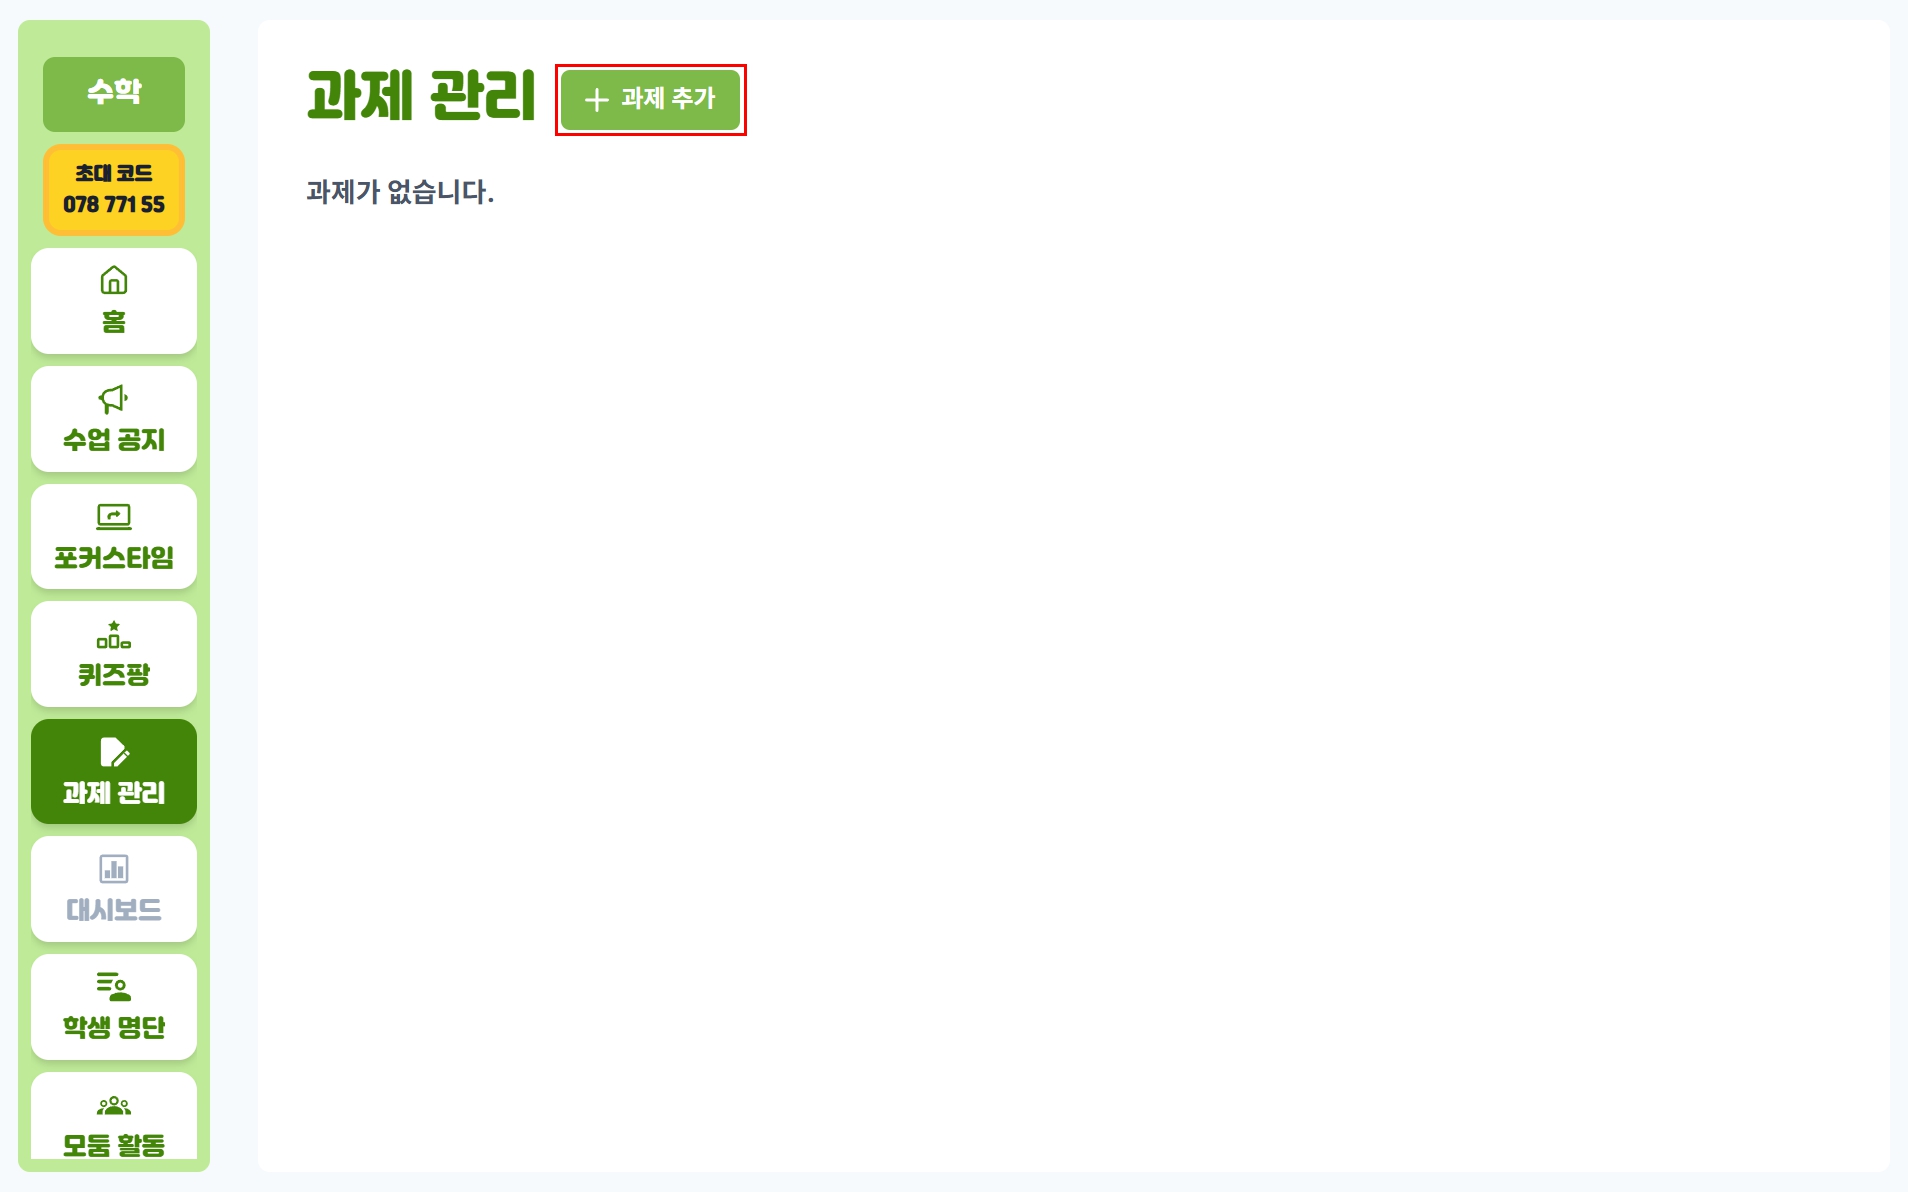 수학
초대 코드
078 771 55
홈
수업 공지
포커스타임
퀴즈팡
과제 관리
대시보드
학생 명단
모둠 활동
과제 관리
과제 추가
과제가 없습니다.